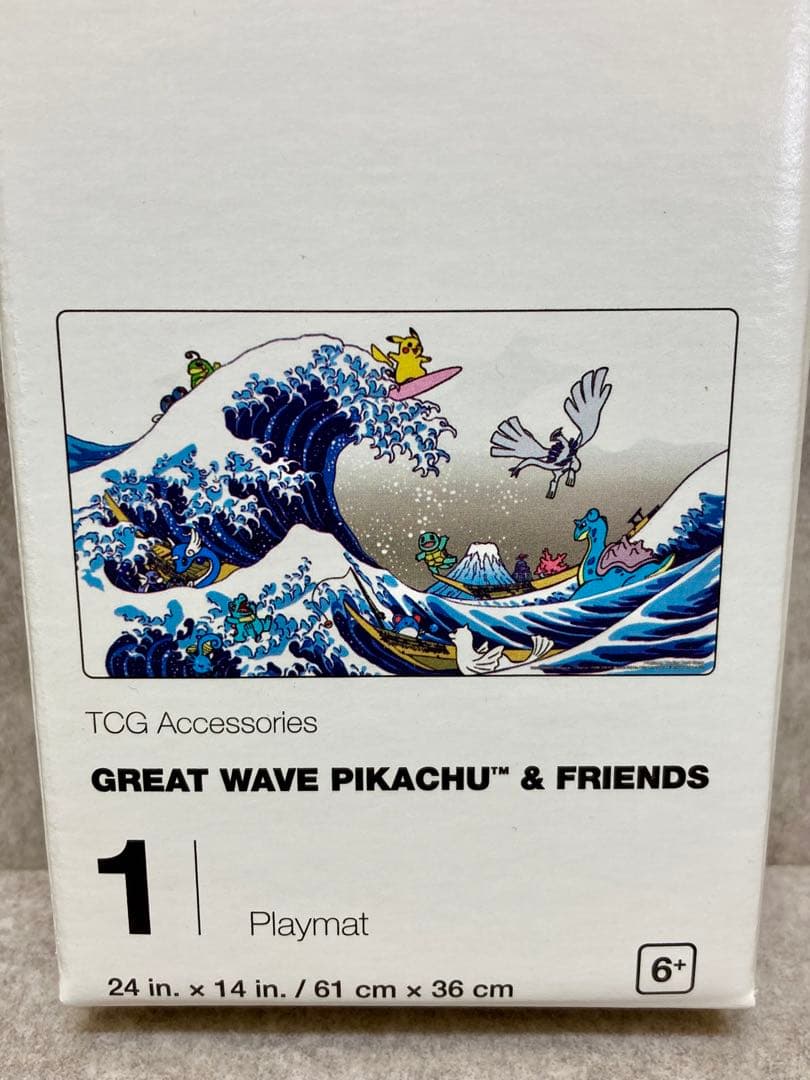 TCG Accessories
GREAT WAVE PIKACHU™ & FRIENDS
1
Playmat
24 in. × 14 in. / 61 cm × 36 cm
6+